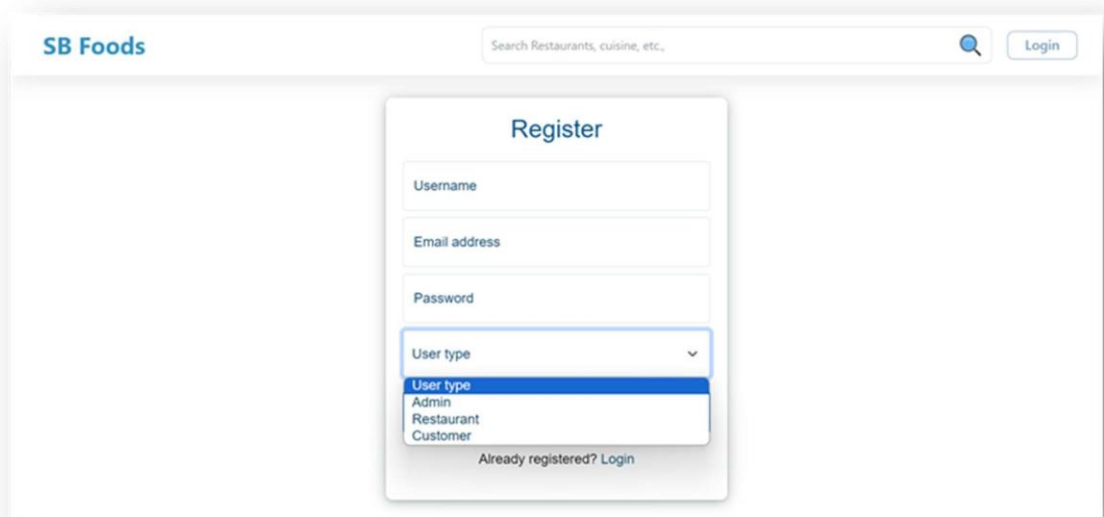 SB Foods
Search Restaurants, cuisine, etc.,
Login
Register
Username
Email address
Password
User type
User type
Admin
Restaurant
Customer
Already registered? Login